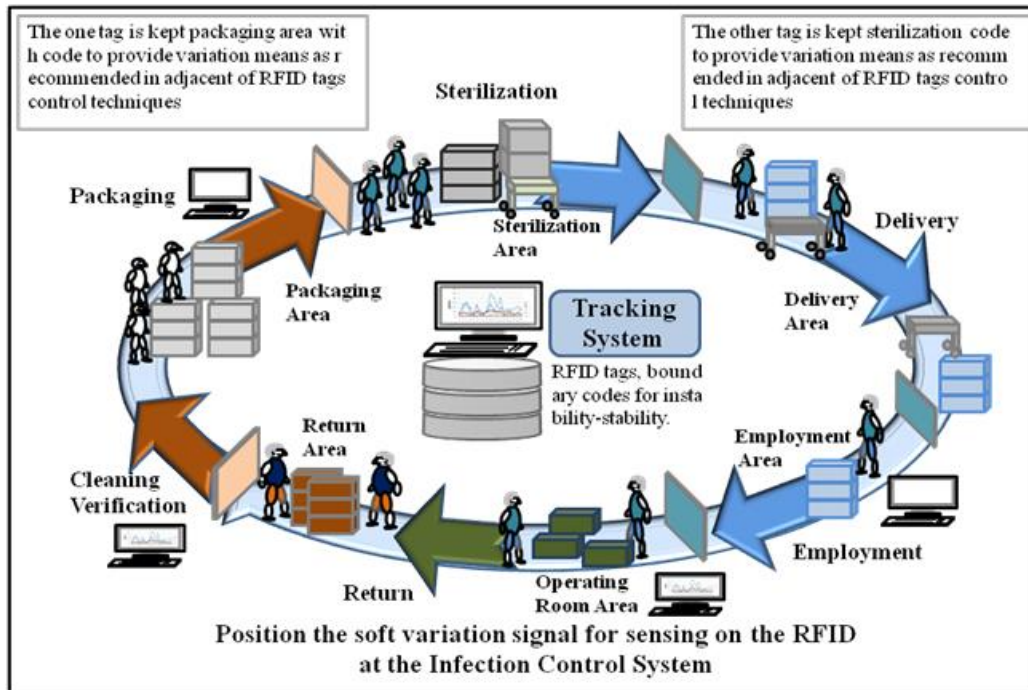 The one tag is kept packaging area wit
h code to provide variation means as r
ecommended in adjacent of RFID tags
control techniques
The other tag is kept sterilization code
to provide variation means as recomm
ended in adjacent of RFID tags contro
l techniques
Sterilization
Packaging
Sterilization
Area
Delivery
Packaging
Area
Delivery
Area
Tracking
System
RFID tags, bound
ary codes for insta
bility-stability.
Return
Area
Employment
Area
Cleaning
Verification
Employment
Return
Operating
Room Area
Position the soft variation signal for sensing on the RFID
at the Infection Control System